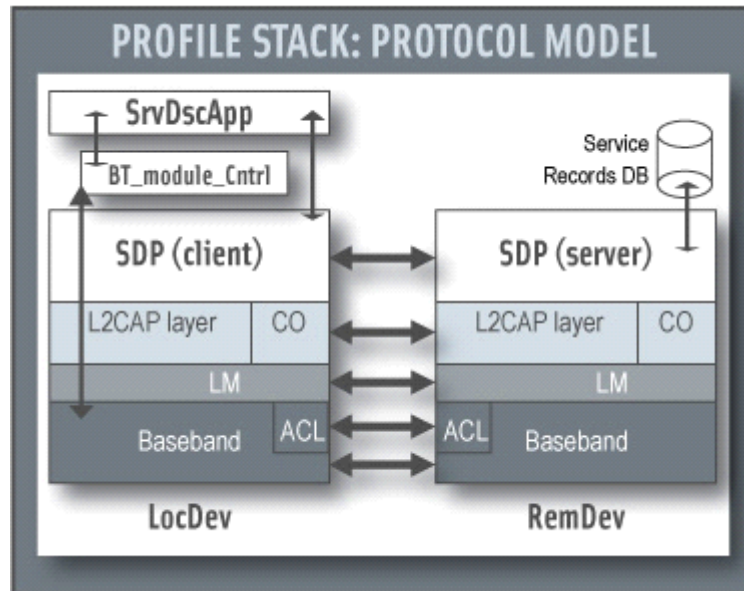 PROFILE STACK: PROTOCOL MODEL
SrvDscApp
BT_module_Cntrl
Service
Records DB
SDP (client)
SDP (server)
L2CAP layer
CO
L2CAP layer
CO
LM
LM
Baseband
ACL
ACL
Baseband
LocDev
RemDev